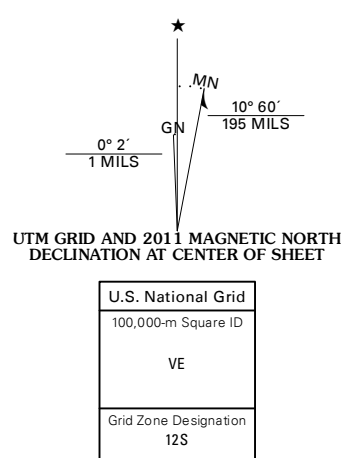 ★
MN
10° 60´
195 MILS
GN
0° 2´
1 MILS
UTM GRID AND 2011 MAGNETIC NORTH
DECLINATION AT CENTER OF SHEET
U.S. National Grid
100,000-m Square ID
VE
Grid Zone Designation
12S